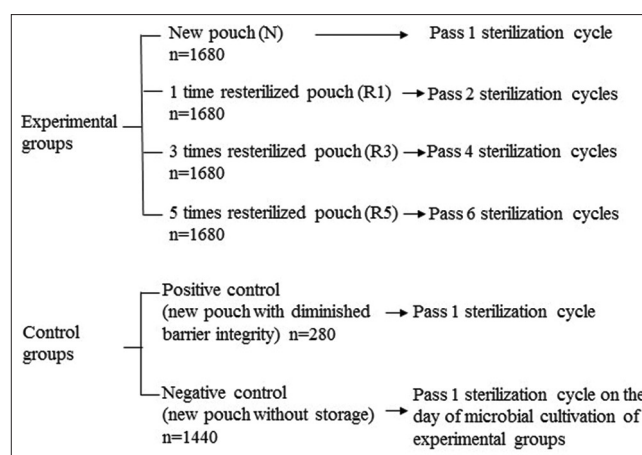 New pouch (N) Pass 1 sterilization cycle
n=1680
1 time resterilized pouch (R1) Pass 2 sterilization cycles
n=1680
Experimental
groups
3 times resterilized pouch (R3) Pass 4 sterilization cycles
n=1680
5 times resterilized pouch (R5) Pass 6 sterilization cycles
n=1680
Positive control
(new pouch with diminished Pass 1 sterilization cycle
barrier integrity) n=280
Control
groups
Negative control
(new pouch without storage)
n=1440
Pass 1 sterilization cycle on the
day of microbial cultivation of
experimental groups